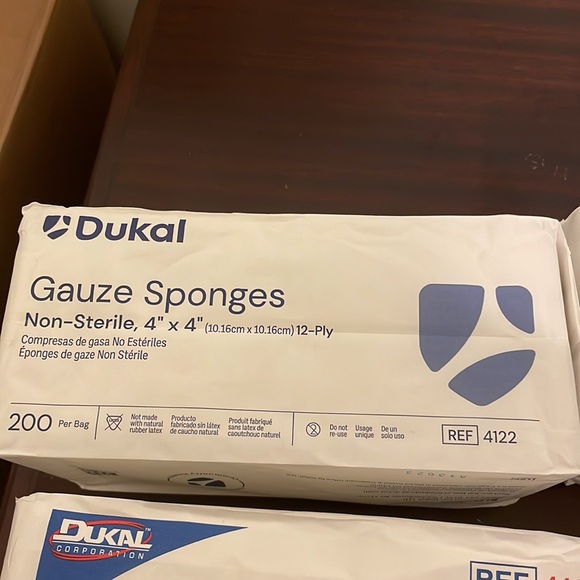 Dukal
Gauze Sponges
Non-Sterile, 4" x 4" (10.16cm x 10.16cm) 12-Ply
Compresas de gasa No Estériles
Éponges de gaze Non Stérile
200 Per Bag
Not made
with natural
rubber latex
Producto
fabricado sin látex
de caucho natural
Produit fabriqué
sans latex de
caoutchouc naturel
Do not
re-use
Usage
unique
De un
solo uso
REF 4122
DUKAL
CORPORATION
REF